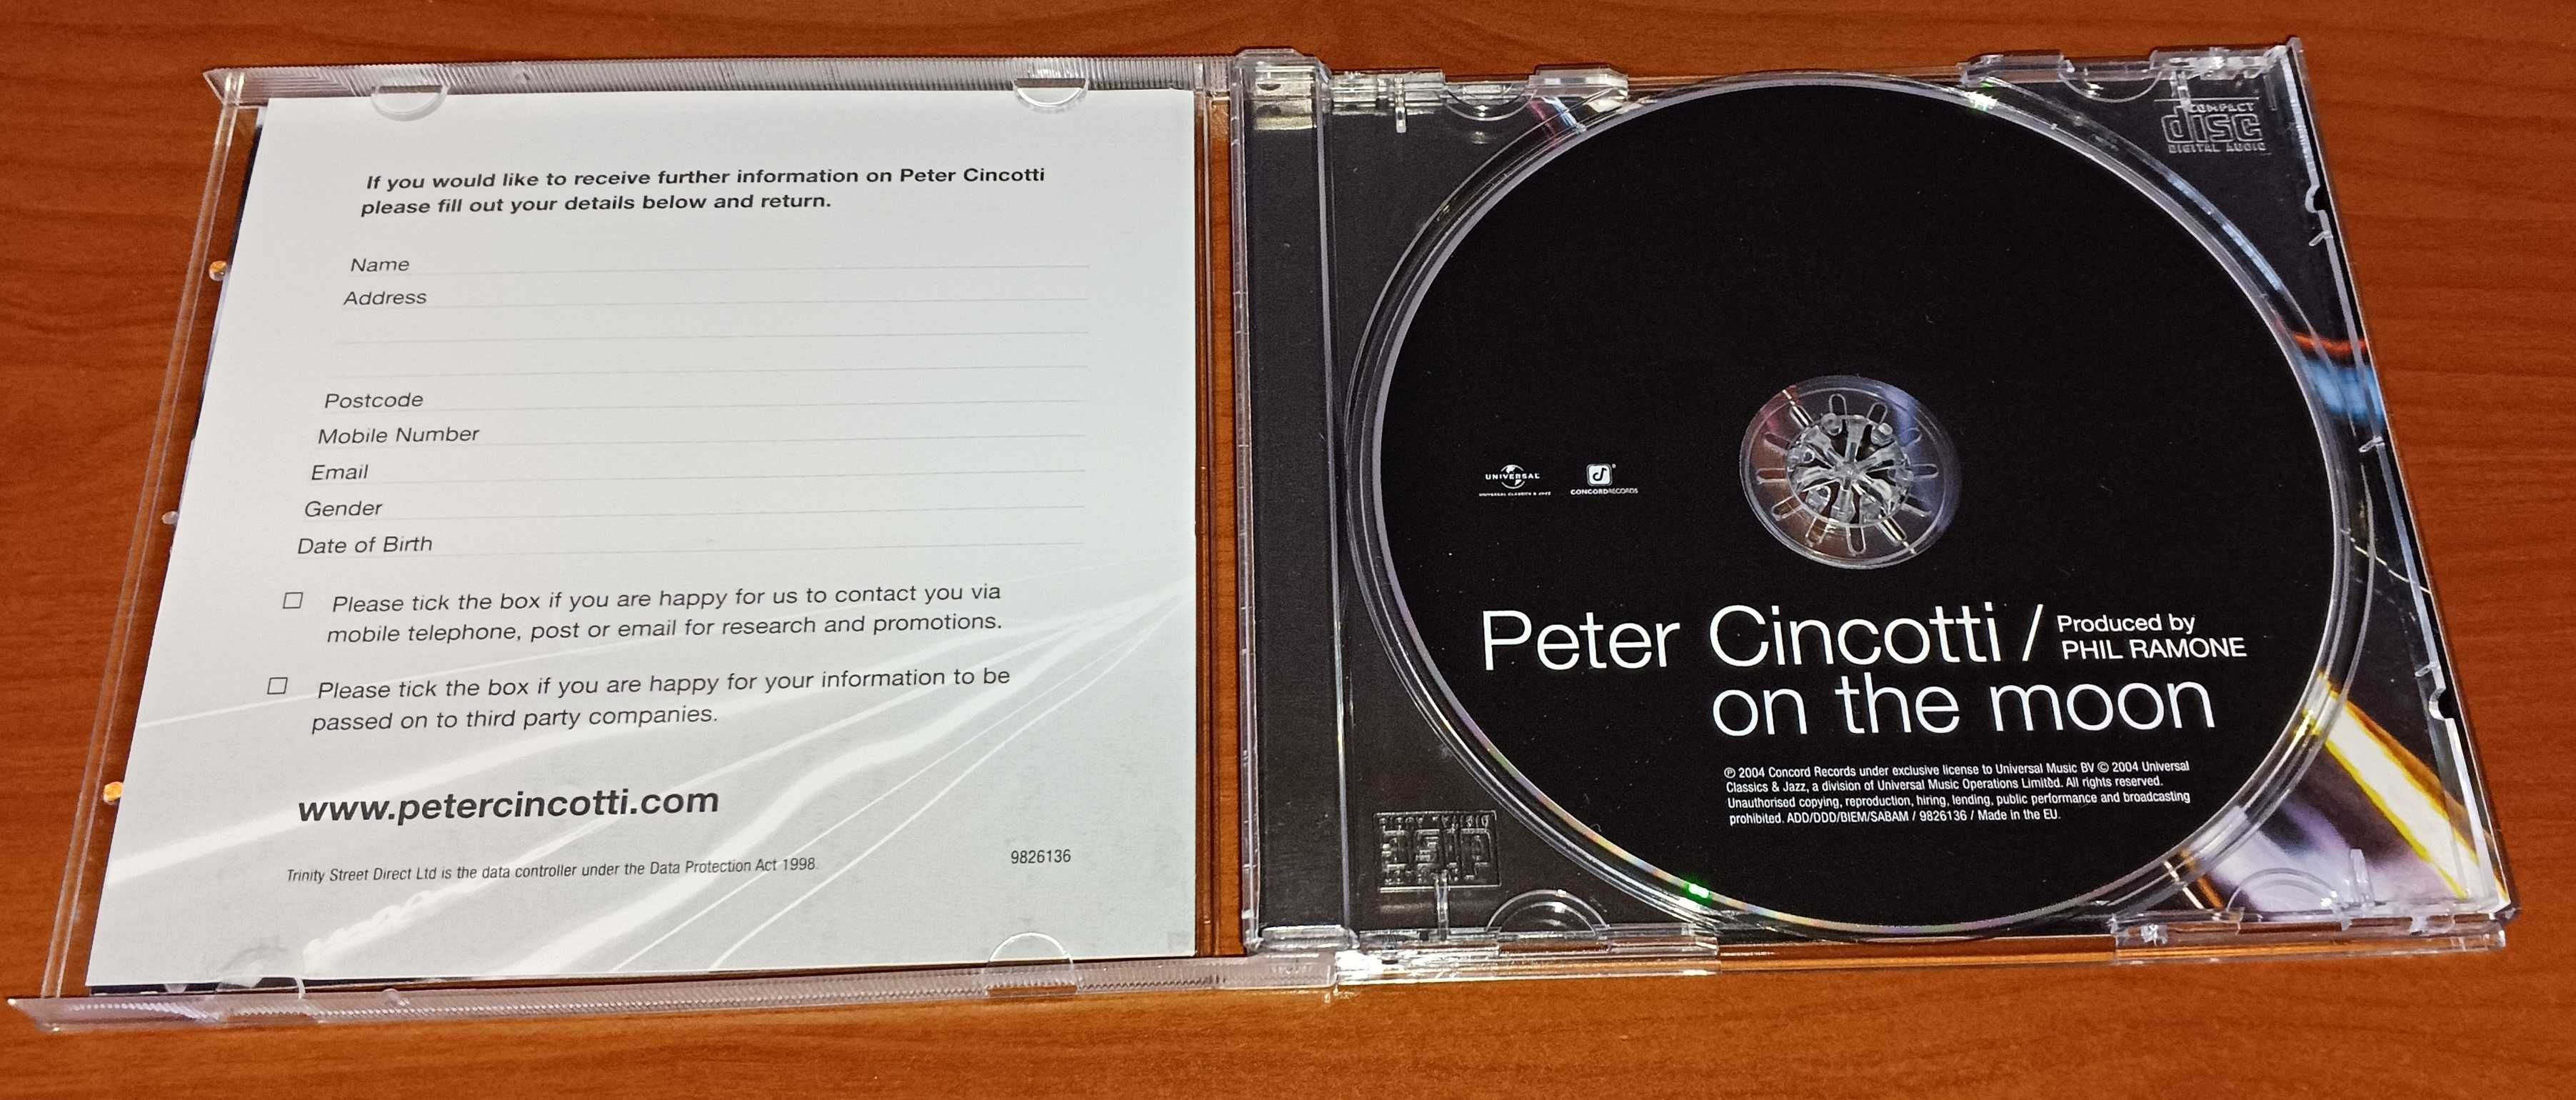 If you would like to receive further information on Peter Cincotti
please fill out your details below and return.
Name
Address
Postcode
Mobile Number
Email
Gender
Date of Birth
Please tick the box if you are happy for us to contact you via
mobile telephone, post or email for research and promotions.
Please tick the box if you are happy for your information to be
passed on to third party companies.
www.petercincotti.com
Trinity Street Direct Ltd is the data controller under the Data Protection Act 1998.
9826136
COMPACT
disc
DIGITAL AUDIO
UNIVERSAL
UNIVERSAL CLASSICS & JAZZ
CONCORD RECORDS
Peter Cincotti /
Produced by
PHIL RAMONE
on the moon
℗ 2004 Concord Records under exclusive license to Universal Music BV © 2004 Universal
Classics & Jazz, a division of Universal Music Operations Limited. All rights reserved.
Unauthorised copying, reproduction, hiring, lending, public performance and broadcasting
prohibited. ADD/DDD/BIEM/SABAM / 9826136 / Made in the EU.